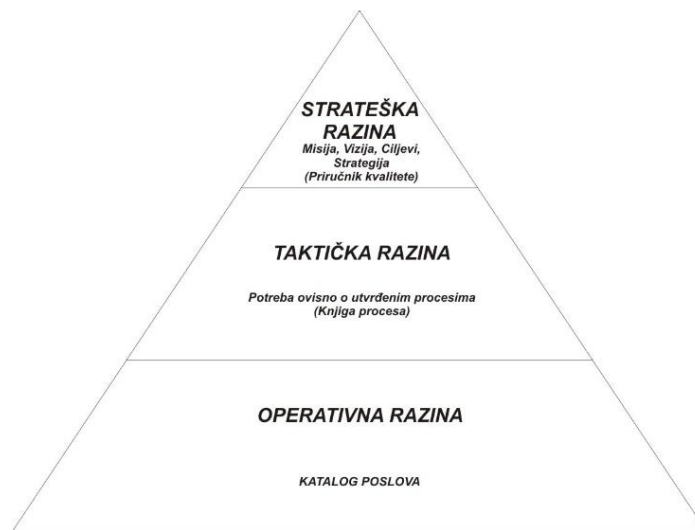 STRATEŠKA
RAZINA
Misija, Vizija, Ciljevi,
Strategija
(Priručnik kvalitete)
TAKTIČKA RAZINA
Potreba ovisno o utvrđenim procesima
(Knjiga procesa)
OPERATIVNA RAZINA
KATALOG POSLOVA